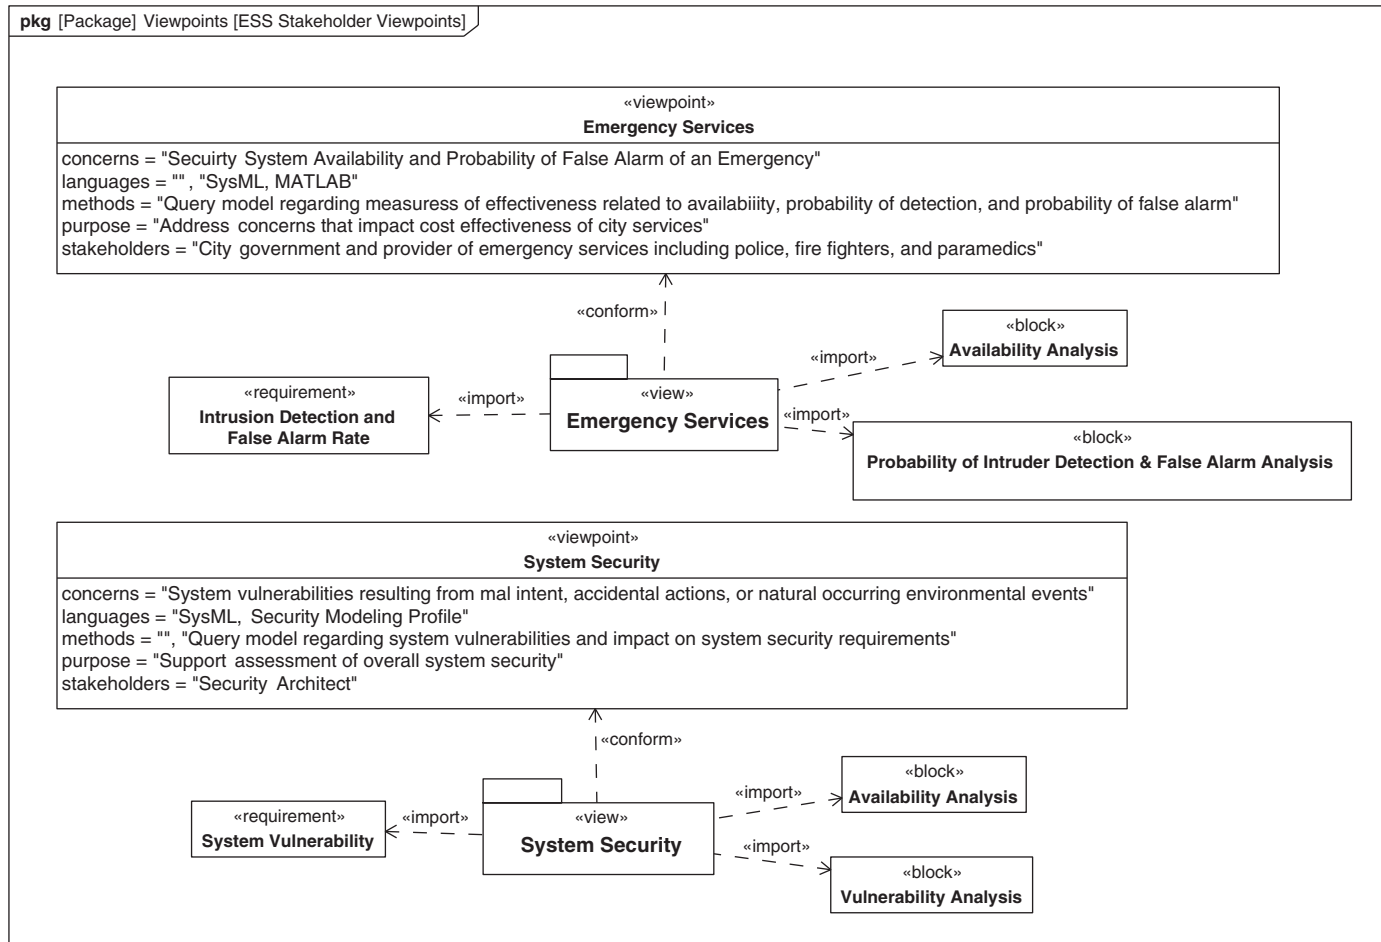 pkg [Package] Viewpoints [ESS Stakeholder Viewpoints]
«viewpoint»
Emergency Services
concerns = "Secuirty System Availability and Probability of False Alarm of an Emergency"
languages = "" , "SysML, MATLAB"
methods = "Query model regarding measuress of effectiveness related to availabiiity, probability of detection, and probability of false alarm"
purpose = "Address concerns that impact cost effectiveness of city services"
stakeholders = "City government and provider of emergency services including police, fire fighters, and paramedics"
«conform»
«block»
Availability Analysis
«import»
«requirement»
Intrusion Detection and
False Alarm Rate
«import»
«view»
Emergency Services
«import»
«block»
Probability of Intruder Detection & False Alarm Analysis
«viewpoint»
System Security
concerns = "System vulnerabilities resulting from mal intent, accidental actions, or natural occurring environmental events"
languages = "SysML, Security Modeling Profile"
methods = "", "Query model regarding system vulnerabilities and impact on system security requirements"
purpose = "Support assessment of overall system security"
stakeholders = "Security Architect"
«conform»
«block»
Availability Analysis
«import»
«requirement»
System Vulnerability
«import»
«view»
System Security
«import»
«block»
Vulnerability Analysis